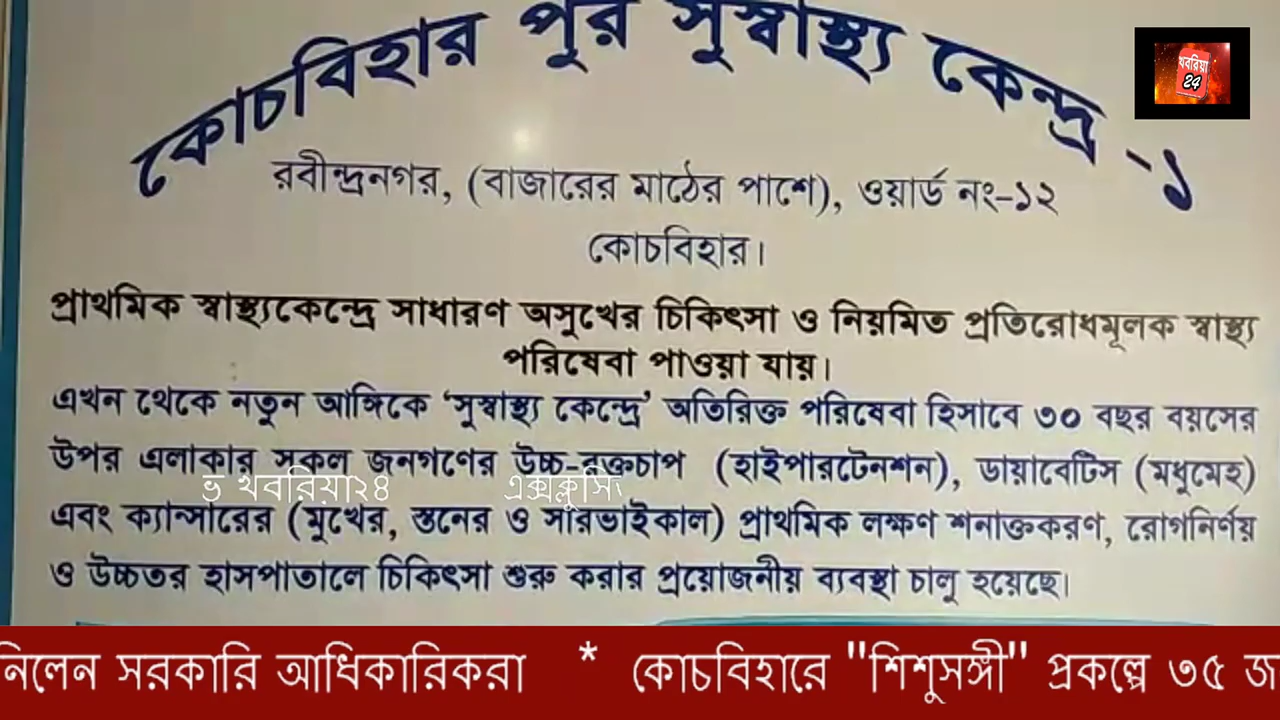 কোচবিহার পুর সুস্বাস্থ্য কেন্দ্র -১
খবরিয়া
24
রবীন্দ্রনগর, (বাজারের মাঠের পাশে), ওয়ার্ড নং-১২
কোচবিহার।
প্রাথমিক স্বাস্থ্যকেন্দ্রে সাধারণ অসুখের চিকিৎসা ও নিয়মিত প্রতিরোধমূলক স্বাস্থ্য
পরিষেবা পাওয়া যায়।
এখন থেকে নতুন আঙ্গিকে ‘সুস্বাস্থ্য কেন্দ্রে’ অতিরিক্ত পরিষেবা হিসাবে ৩০ বছর বয়সের
উপর এলাকার সকল জনগণের উচ্চ-রক্তচাপ (হাইপারটেনশন), ডায়াবেটিস (মধুমেহ)
খবরিয়া২৪
এবং ক্যান্সারের (মুখের, স্তনের ও সারভাইকাল) প্রাথমিক লক্ষণ শনাক্তকরণ, রোগনির্ণয়
ও উচ্চতর হাসপাতালে চিকিৎসা শুরু করার প্রয়োজনীয় ব্যবস্থা চালু হয়েছে।
নিলেন সরকারি আধিকারিকরা * কোচবিহারে "শিশুসঙ্গী" প্রকল্পে ৩৫ জ